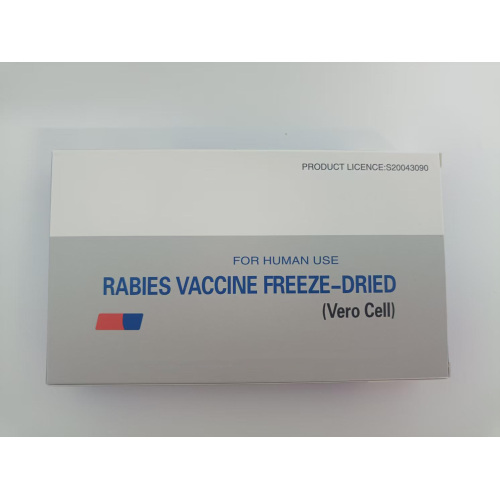 PRODUCT LICENCE:S20043090
FOR HUMAN USE
RABIES VACCINE FREEZE-DRIED
(Vero Cell)